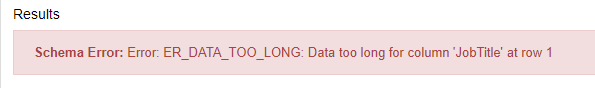 Results
Schema Error: Error: ER_DATA_TOO_LONG: Data too long for column 'JobTitle' at row 1